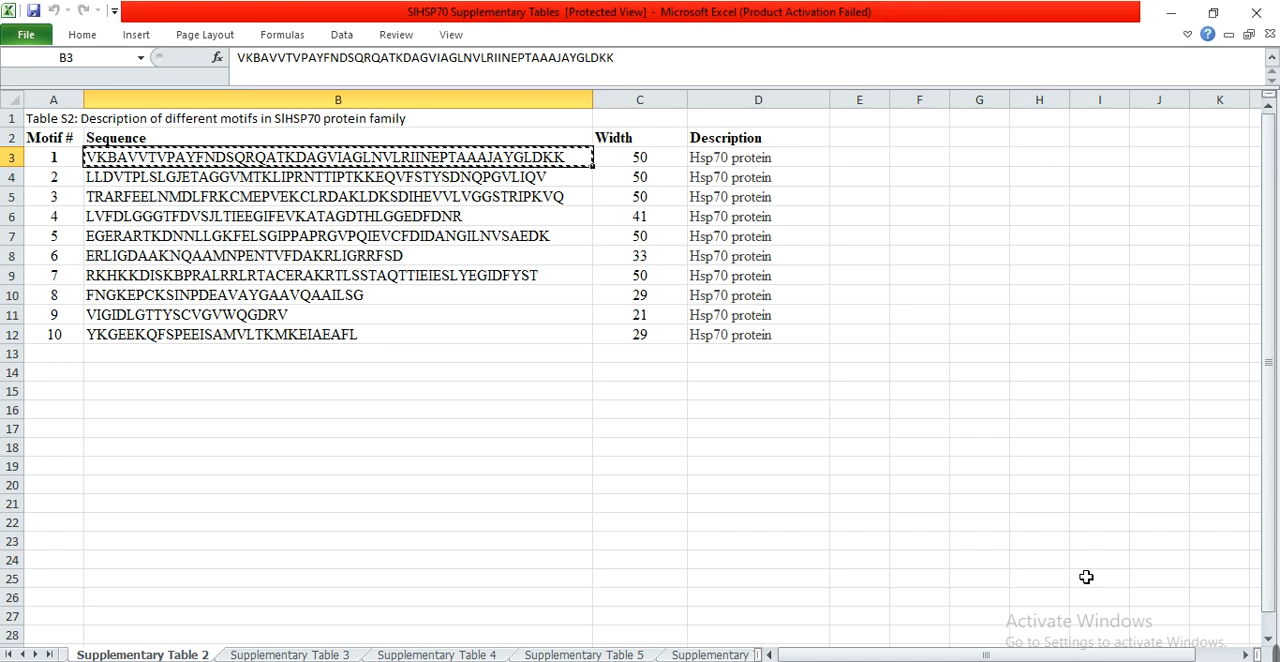 SlHSP70 Supplementary Tables [Protected View] - Microsoft Excel (Product Activation Failed)
File Home Insert Page Layout Formulas Data Review View
B3 fx VKBAVVTVPAYFNDSQRQATKDAGVIAGLNVLRIINEPTAAAJAYGLDKK
A B C D E F G H I J K
1 Table S2: Description of different motifs in SlHSP70 protein family
2 Motif # Sequence Width Description
3 1 VKBAVVTVPAYFNDSQRQATKDAGVIAGLNVLRIINEPTAAAJAYGLDKK 50 Hsp70 protein
4 2 LLDVTPLSLGJETAGGVMTKLIPRNTTIPTKKEQVFSTYSDNQPGVLIQV 50 Hsp70 protein
5 3 TRARFEELNMDLFRKCMEPVEKCLRDAKLDKSDIHEVVLVGGSTRIPKVQ 50 Hsp70 protein
6 4 LVFDLGGGTFDVSJLTIEEGIFEVKATAGDTHLGGEDFDNR 41 Hsp70 protein
7 5 EGERARTKDNNLLGKFELSGIPPAPRGVPQIEVCFDIDANGILNVSAEDK 50 Hsp70 protein
8 6 ERLIGDAAKNQAAMNPENTVFDAKRLIGRRFSD 33 Hsp70 protein
9 7 RKHKKDISKBPRALRRLRTACERAKRTLSSTAQTTIEIESLYEGIDFYST 50 Hsp70 protein
10 8 FNGKEPCKSINPDEAVAYGAAVQAAILSG 29 Hsp70 protein
11 9 VIGIDLGTTYSCVGVWQGDRV 21 Hsp70 protein
12 10 YKGEEKQFSPEEISAMVLTKMKEIAEAFL 29 Hsp70 protein
13
14
15
16
17
18
19
20
21
22
23
24
25
26
27
28
Activate Windows
Go to Settings to activate Windows.
Supplementary Table 2 Supplementary Table 3 Supplementary Table 4 Supplementary Table 5 Supplementary